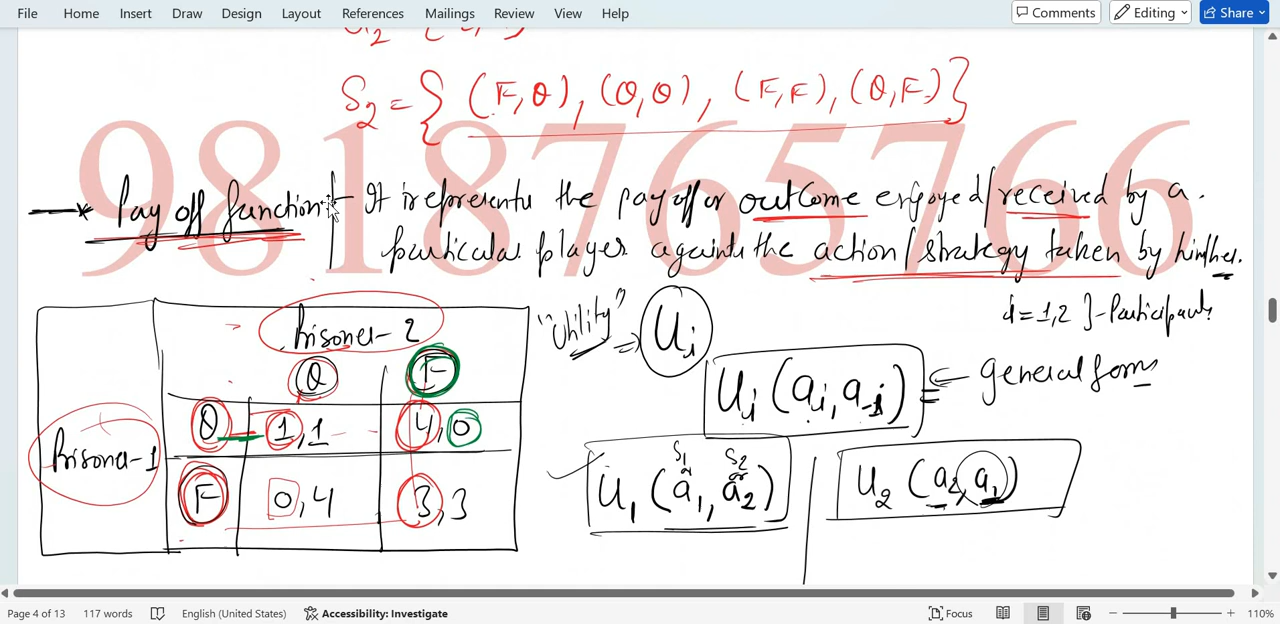 File Home Insert Draw Design Layout References Mailings Review View Help Comments Editing Share
S2 = { (F,Q), (Q,Q), (F,F), (Q,F) }
9818765766
Pay off function :- It represents the pay off or outcome enjoyed/received by a
particular player against the action/strategy taken by him/her.
i = 1,2 } - Participants
Prisoner-2
"Utility" => Ui
Q F
Ui (ai, a-i) = <= general form
Q 1,1 4,0
Prisoner-1
S1 S2
U1 (a1, a2) U2 (a2, a1)
F 0,4 3,3
Page 4 of 13 117 words English (United States) Accessibility: Investigate Focus 110%